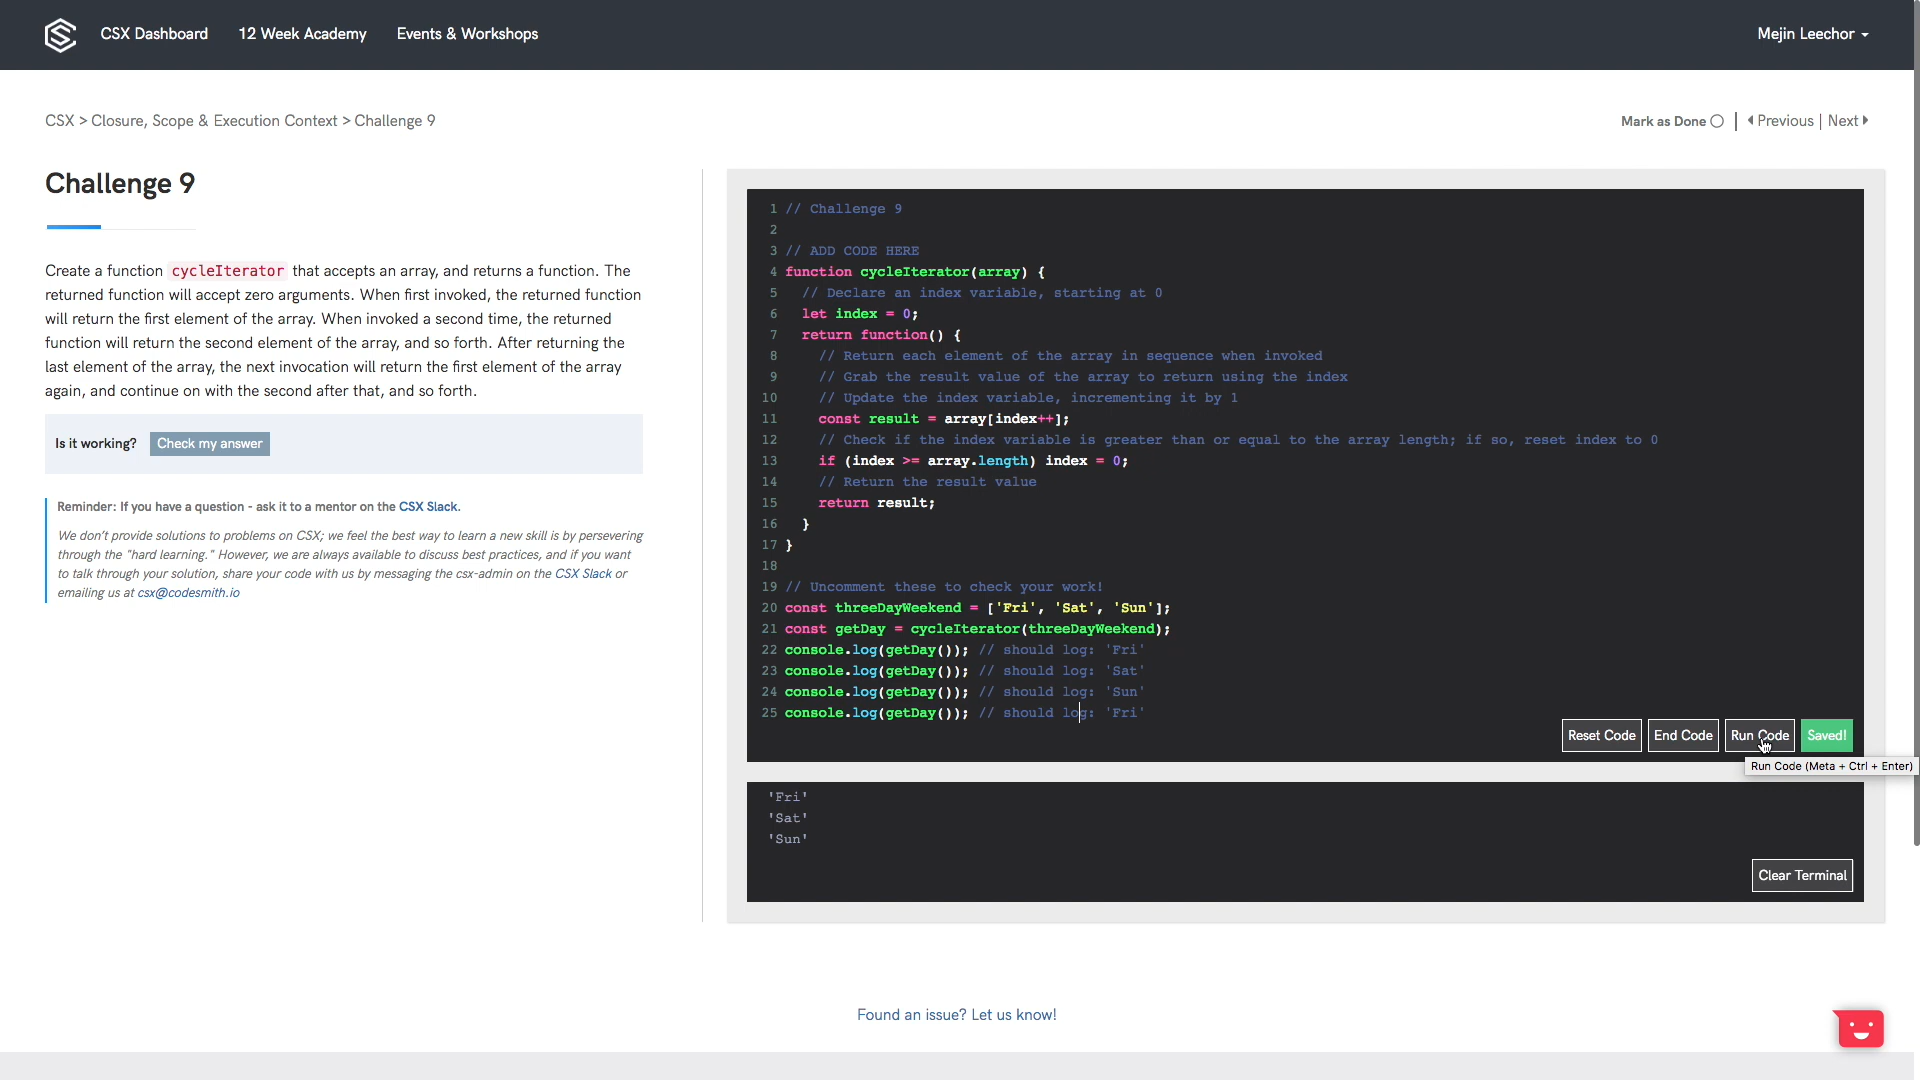 CSX Dashboard
12 Week Academy
Events & Workshops
Mejin Leechor
CSX > Closure, Scope & Execution Context > Challenge 9
Mark as Done | Previous | Next
Challenge 9
Create a function cycleIterator that accepts an array, and returns a function. The
returned function will accept zero arguments. When first invoked, the returned function
will return the first element of the array. When invoked a second time, the returned
function will return the second element of the array, and so forth. After returning the
last element of the array, the next invocation will return the first element of the array
again, and continue on with the second after that, and so forth.
Is it working? Check my answer
Reminder: If you have a question - ask it to a mentor on the CSX Slack.
We don't provide solutions to problems on CSX; we feel the best way to learn a new skill is by persevering
through the "hard learning." However, we are always available to discuss best practices, and if you want
to talk through your solution, share your code with us by messaging the csx-admin on the CSX Slack or
emailing us at csx@codesmith.io
1 // Challenge 9
2
3 // ADD CODE HERE
4 function cycleIterator(array) {
5 // Declare an index variable, starting at 0
6 let index = 0;
7 return function() {
8 // Return each element of the array in sequence when invoked
9 // Grab the result value of the array to return using the index
10 // Update the index variable, incrementing it by 1
11 const result = array[index++];
12 // Check if the index variable is greater than or equal to the array length; if so, reset index to 0
13 if (index >= array.length) index = 0;
14 // Return the result value
15 return result;
16 }
17 }
18
19 // Uncomment these to check your work!
20 const threeDayWeekend = ['Fri', 'Sat', 'Sun'];
21 const getDay = cycleIterator(threeDayWeekend);
22 console.log(getDay()); // should log: 'Fri'
23 console.log(getDay()); // should log: 'Sat'
24 console.log(getDay()); // should log: 'Sun'
25 console.log(getDay()); // should log: 'Fri'
Reset Code
End Code
Run Code
Saved!
Run Code (Meta + Ctrl + Enter)
'Fri'
'Sat'
'Sun'
Clear Terminal
Found an issue? Let us know!